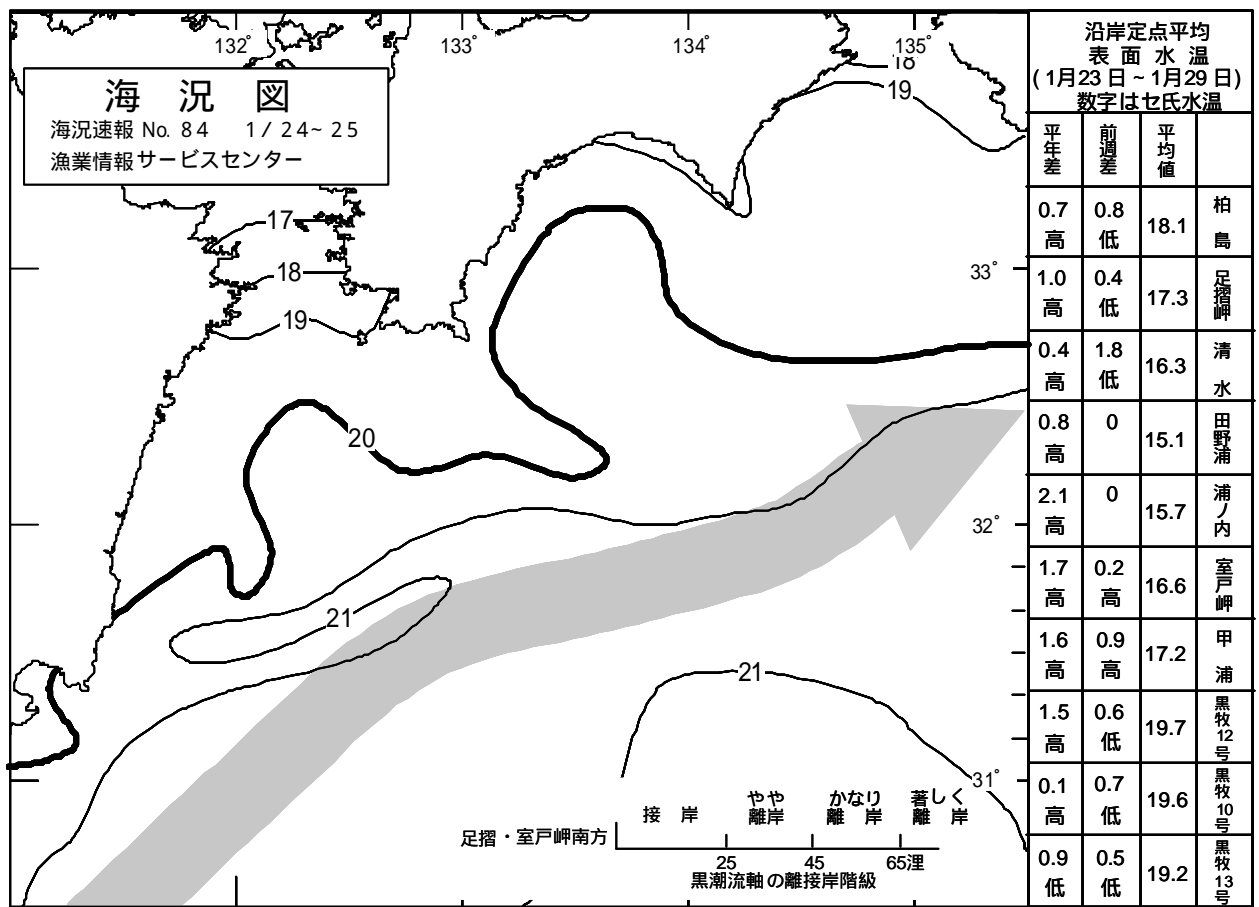 132°
133°
134°
135°
海 況 図
海況速報 No. 84 1/24~25
漁業情報サービスセンター
18
19
17
18
19
33°
20
32°
21
21
31°
接 岸
やや
離岸
かなり
離 岸
著しく
離 岸
足摺・室戸岬南方
25 45 65浬
黒潮流軸の離接岸階級
沿岸定点平均
表 面 水 温
(1月23日~1月29日)
数字はセ氏水温
平年差 前週差 平均値
0.7高 0.8低 18.1 柏島
1.0高 0.4低 17.3 足摺岬
0.4高 1.8低 16.3 清水
0.8高 0 15.1 田野浦
2.1高 0 15.7 浦ノ内
1.7高 0.2高 16.6 室戸岬
1.6高 0.9高 17.2 甲浦
1.5高 0.6低 19.7 黒牧12号
0.1高 0.7低 19.6 黒牧10号
0.9低 0.5低 19.2 黒牧13号